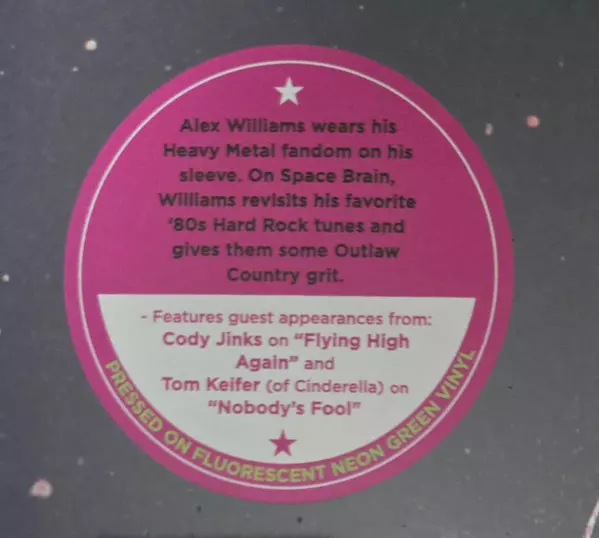 Alex Williams wears his
Heavy Metal fandom on his
sleeve. On Space Brain,
Williams revisits his favorite
'80s Hard Rock tunes and
gives them some Outlaw
Country grit.
- Features guest appearances from:
Cody Jinks on "Flying High
Again" and
Tom Keifer (of Cinderella) on
"Nobody's Fool"
PRESSED ON FLUORESCENT NEON GREEN VINYL